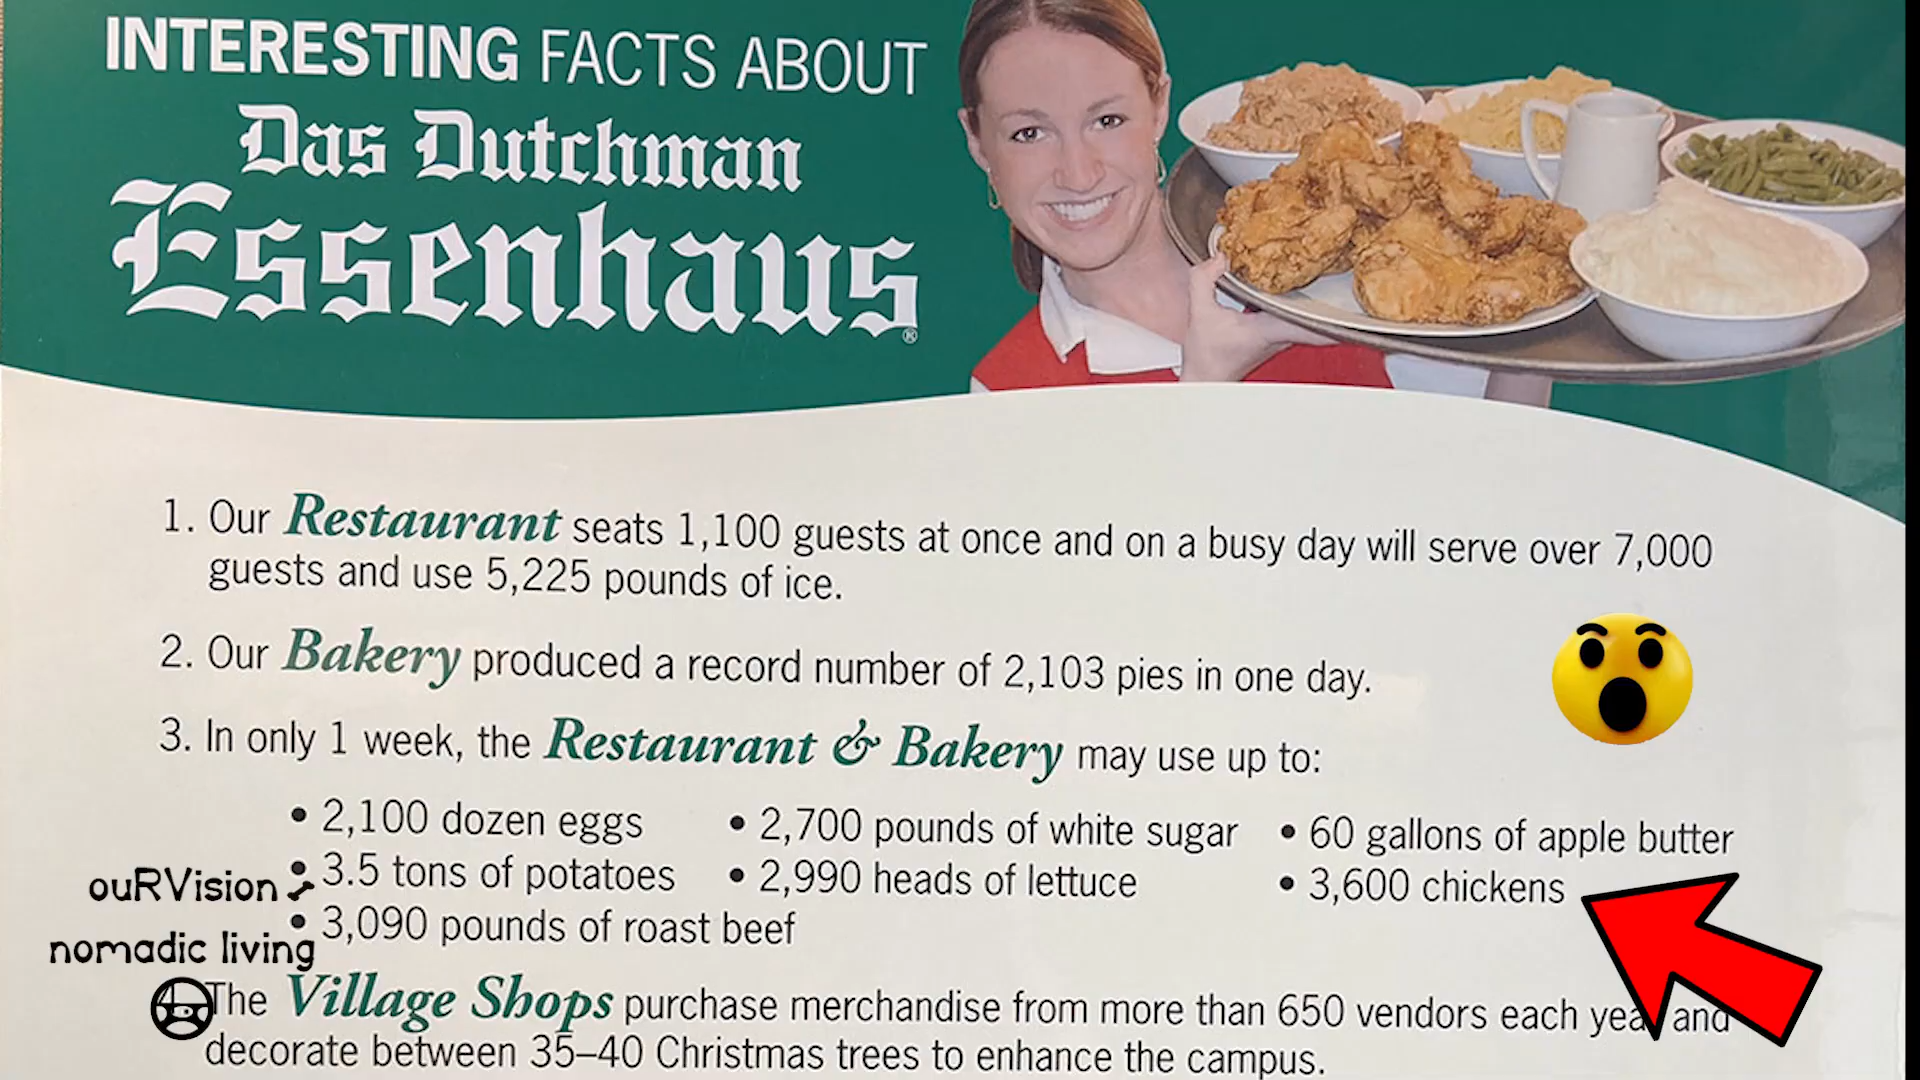 INTERESTING FACTS ABOUT
Das Dutchman
Essenhaus®
1. Our Restaurant seats 1,100 guests at once and on a busy day will serve over 7,000
guests and use 5,225 pounds of ice.
2. Our Bakery produced a record number of 2,103 pies in one day.
3. In only 1 week, the Restaurant & Bakery may use up to:
• 2,100 dozen eggs • 2,700 pounds of white sugar • 60 gallons of apple butter
• 3.5 tons of potatoes • 2,990 heads of lettuce • 3,600 chickens
• 3,090 pounds of roast beef
ouRVision
nomadic living
4. The Village Shops purchase merchandise from more than 650 vendors each year and
decorate between 35–40 Christmas trees to enhance the campus.